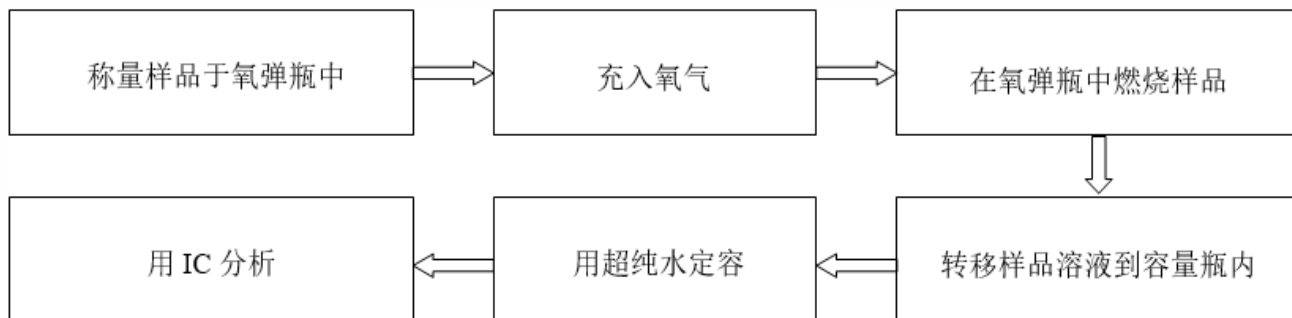 称量样品于氧弹瓶中
充入氧气
在氧弹瓶中燃烧样品
转移样品溶液到容量瓶内
用超纯水定容
用 IC 分析